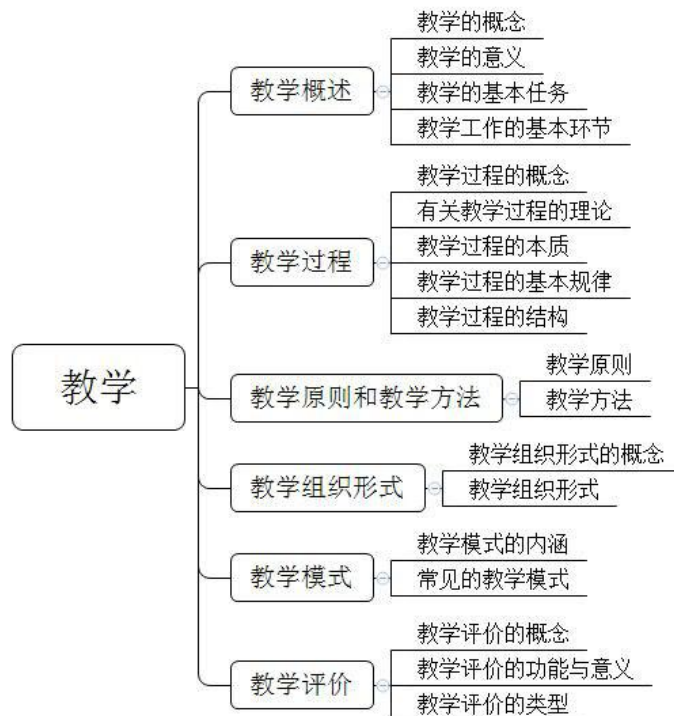 教学
教学概述
教学的概念
教学的意义
教学的基本任务
教学工作的基本环节
教学过程
教学过程的概念
有关教学过程的理论
教学过程的本质
教学过程的基本规律
教学过程的结构
教学原则和教学方法
教学原则
教学方法
教学组织形式
教学组织形式的概念
教学组织形式
教学模式
教学模式的内涵
常见的教学模式
教学评价
教学评价的概念
教学评价的功能与意义
教学评价的类型